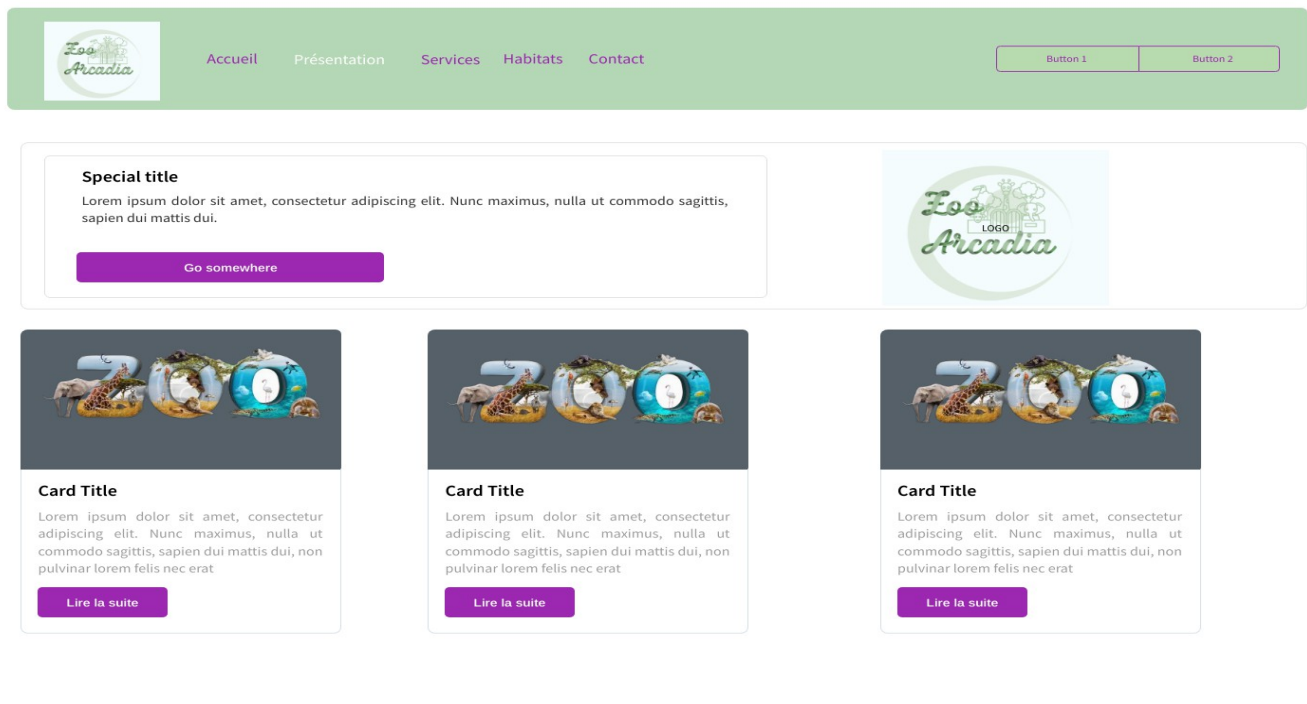 Zoo
Arcadia
Accueil Présentation Services Habitats Contact
Button 1 Button 2
Special title
Lorem ipsum dolor sit amet, consectetur adipiscing elit. Nunc maximus, nulla ut commodo sagittis,
sapien dui mattis dui.
Go somewhere
Zoo
LOGO
Arcadia
ZOO
Card Title
Lorem ipsum dolor sit amet, consectetur
adipiscing elit. Nunc maximus, nulla ut
commodo sagittis, sapien dui mattis dui, non
pulvinar lorem felis nec erat
Lire la suite
ZOO
Card Title
Lorem ipsum dolor sit amet, consectetur
adipiscing elit. Nunc maximus, nulla ut
commodo sagittis, sapien dui mattis dui, non
pulvinar lorem felis nec erat
Lire la suite
ZOO
Card Title
Lorem ipsum dolor sit amet, consectetur
adipiscing elit. Nunc maximus, nulla ut
commodo sagittis, sapien dui mattis dui, non
pulvinar lorem felis nec erat
Lire la suite